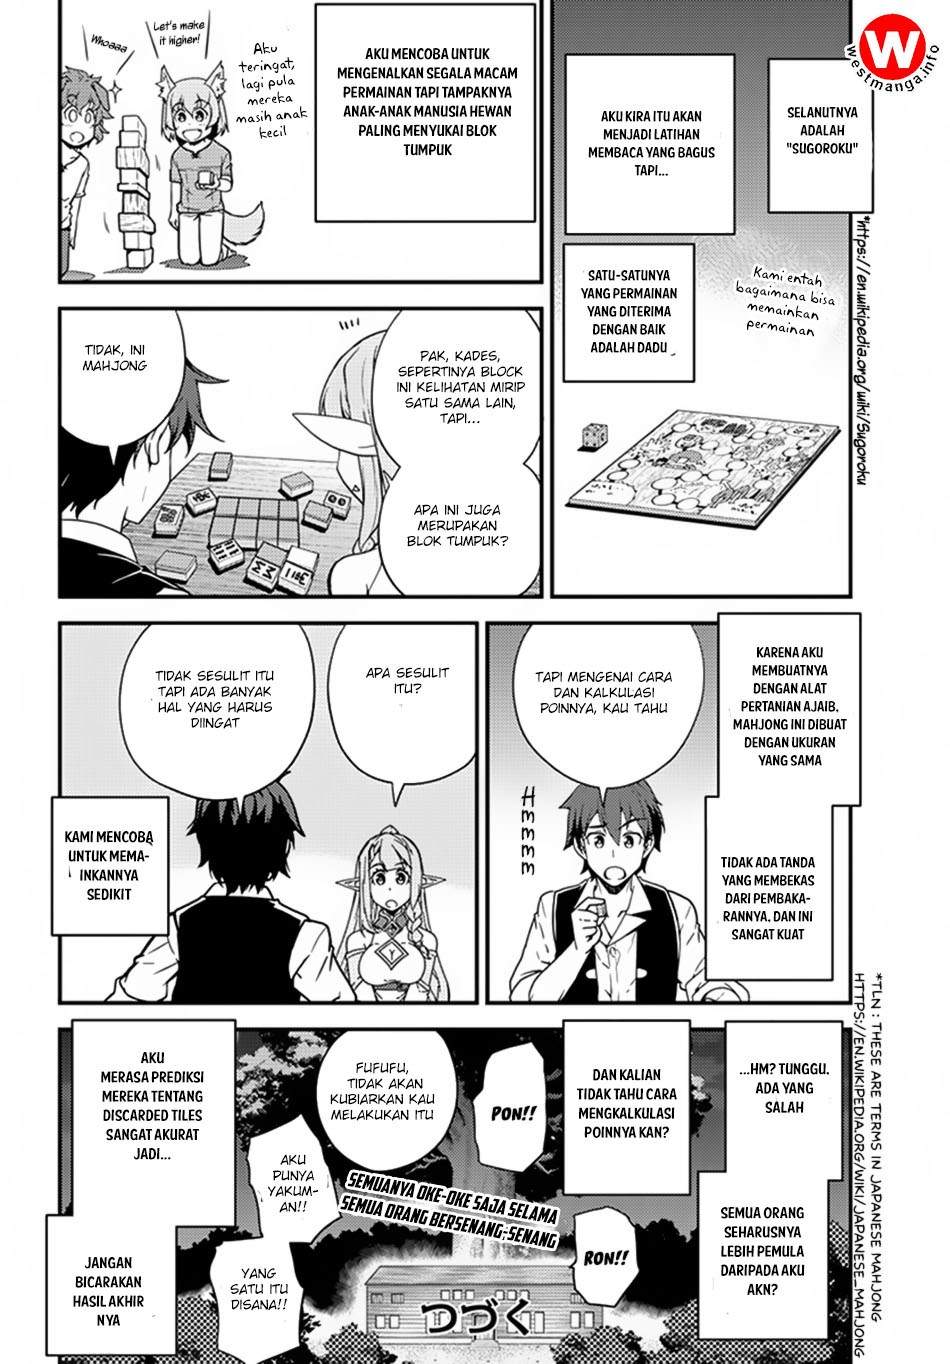 W
westmanga.info
SELANUTNYA
ADALAH
"SUGOROKU"
AKU KIRA ITU AKAN
MENJADI LATIHAN
MEMBACA YANG BAGUS
TAPI...
SATU-SATUNYA
YANG PERMAINAN
YANG DITERIMA
DENGAN BAIK
ADALAH DADU
Kami entah
bagaimana bisa
memainkan
permainan
*https://en.wikipedia.org/wiki/Sugoroku
AKU MENCOBA UNTUK
MENGENALKAN SEGALA MACAM
PERMAINAN TAPI TAMPAKNYA
ANAK-ANAK MANUSIA HEWAN
PALING MENYUKAI BLOK
TUMPUK
Aku
teringat,
lagi pula
mereka
masih anak
kecil
Let's make
it higher!
Whoaaa
PAK, KADES,
SEPERTINYA BLOCK
INI KELIHATAN MIRIP
SATU SAMA LAIN,
TAPI...
APA INI JUGA
MERUPAKAN
BLOK TUMPUK?
TIDAK, INI
MAHJONG
KARENA AKU
MEMBUATNYA
DENGAN ALAT
PERTANIAN AJAIB.
MAHJONG INI DIBUAT
DENGAN UKURAN
YANG SAMA
TIDAK ADA TANDA
YANG MEMBEKAS
DARI PEMBAKA-
RANNYA. DAN INI
SANGAT KUAT
TAPI MENGENAI CARA
DAN KALKULASI
POINNYA, KAU TAHU
Hmmmm
APA SESULIT
ITU?
TIDAK SESULIT ITU
TAPI ADA BANYAK
HAL YANG HARUS
DIINGAT
KAMI MENCOBA
UNTUK MEMA-
INKANNYA
SEDIKIT
...HM? TUNGGU.
ADA YANG
SALAH
SEMUA ORANG
SEHARUSNYA
LEBIH PEMULA
DARIPADA AKU
AKN?
DAN KALIAN
TIDAK TAHU CARA
MENGKALKULASI
POINNYA KAN?
PON!!
RON!!
FUFUFU,
TIDAK AKAN
KUBIARKAN KAU
MELAKUKAN ITU
AKU
PUNYA
YAKUM-
AN!!
YANG
SATU ITU
DISANA!!
AKU
MERASA PREDIKSI
MEREKA TENTANG
DISCARDED TILES
SANGAT AKURAT
JADI...
JANGAN
BICARAKAN
HASIL AKHIR
NYA
SEMUANYA OKE-OKE SAJA SELAMA
SEMUA ORANG BERSENANG-SENANG
つづく
*TLN : THESE ARE TERMS IN JAPANESE MAHJONG
HTTPS://EN.WIKIPEDIA.ORG/WIKI/JAPANESE_MAHJONG